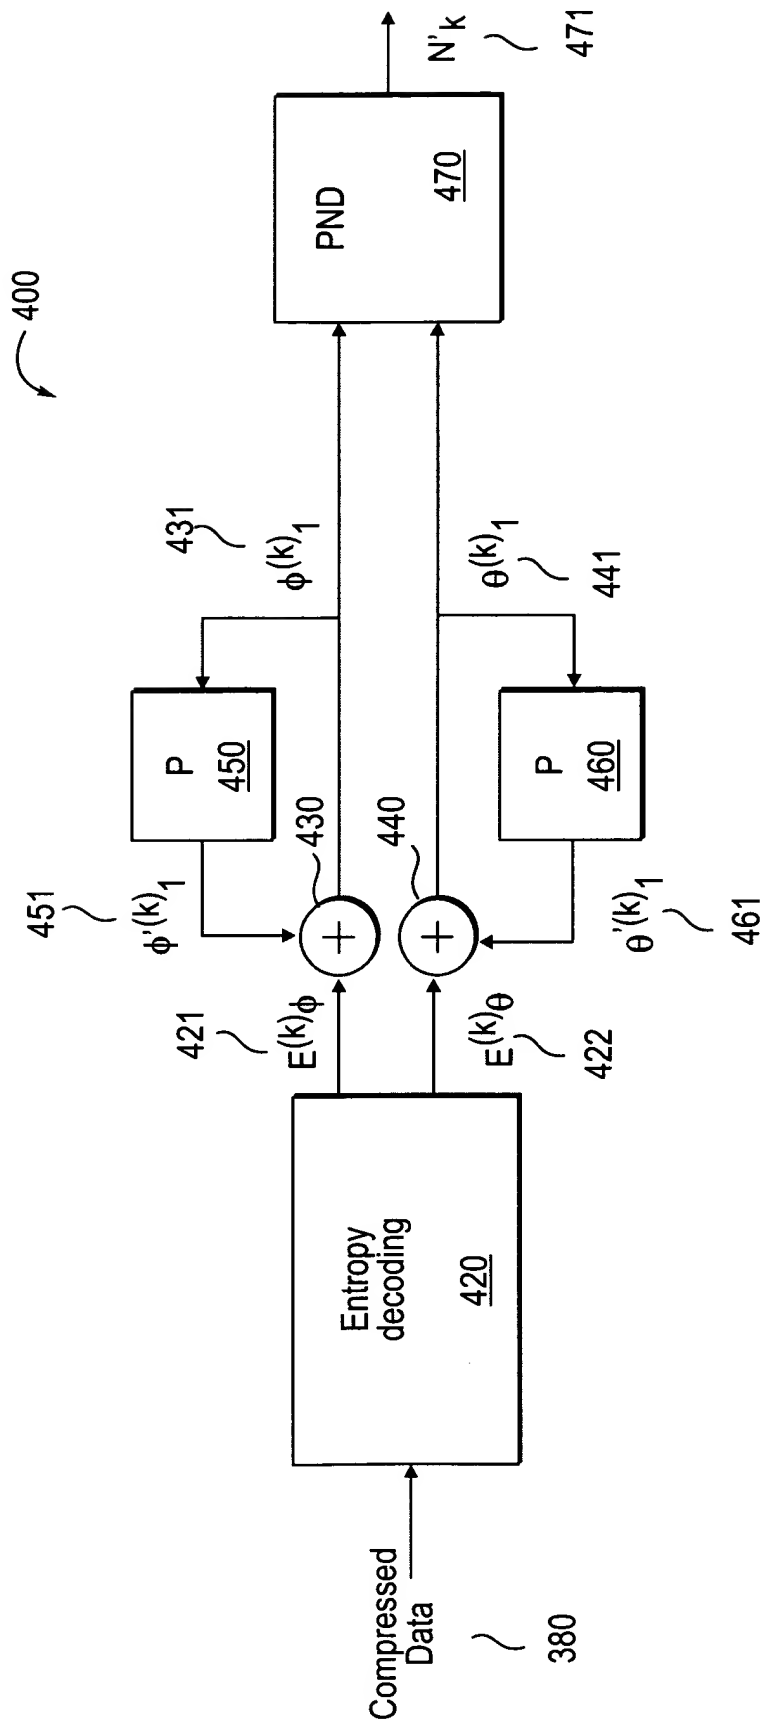 400
Compressed
Data
380
Entropy
decoding
420
421
E(k)ϕ
E(k)θ
422
451
ϕ'(k)1
430
440
θ'(k)1
461
P
450
P
460
431
ϕ(k)1
θ(k)1
441
PND
470
N'k
471